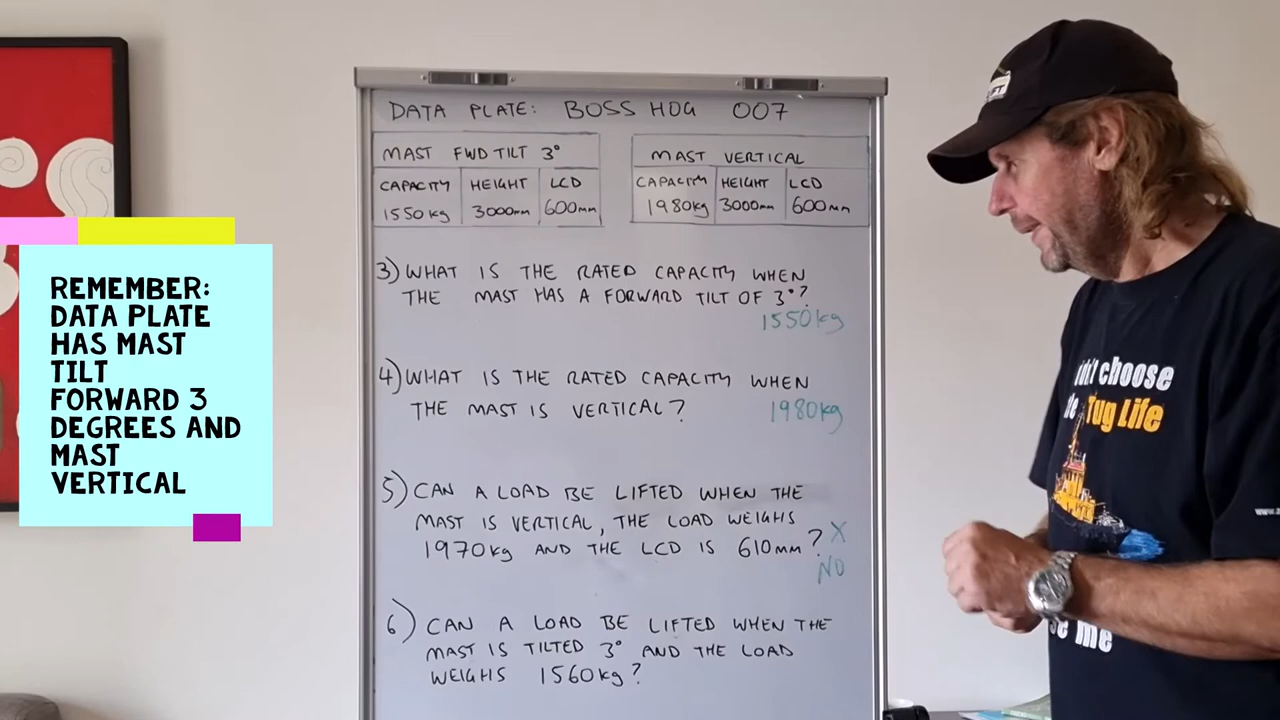 DATA PLATE: BOSS HOG 007
MAST FWD TILT 3°
CAPACITY HEIGHT LCD
1550kg 3000mm 600mm
MAST VERTICAL
CAPACITY HEIGHT LCD
1980kg 3000mm 600mm
3) WHAT IS THE RATED CAPACITY WHEN
THE MAST HAS A FORWARD TILT OF 3°?
1550kg
4) WHAT IS THE RATED CAPACITY WHEN
THE MAST IS VERTICAL?
1980kg
5) CAN A LOAD BE LIFTED WHEN THE
MAST IS VERTICAL, THE LOAD WEIGHS
1970kg AND THE LCD IS 610mm? X
NO
6) CAN A LOAD BE LIFTED WHEN THE
MAST IS TILTED 3° AND THE LOAD
WEIGHS 1560kg?
REMEMBER:
DATA PLATE
HAS MAST
TILT
FORWARD 3
DEGREES AND
MAST
VERTICAL
choose
Tug Life
me